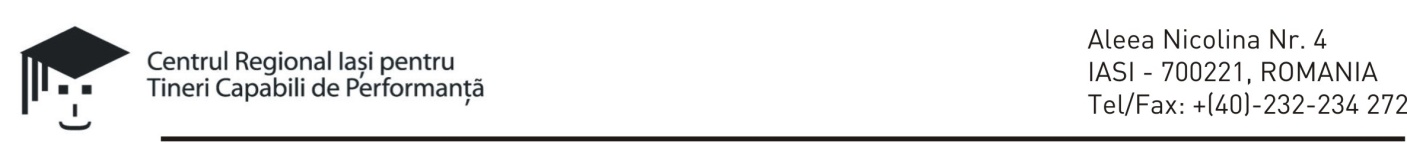 Centrul Regional Iași pentru
Tineri Capabili de Performanță
Aleea Nicolina Nr. 4
IASI - 700221, ROMANIA
Tel/Fax: +(40)-232-234 272